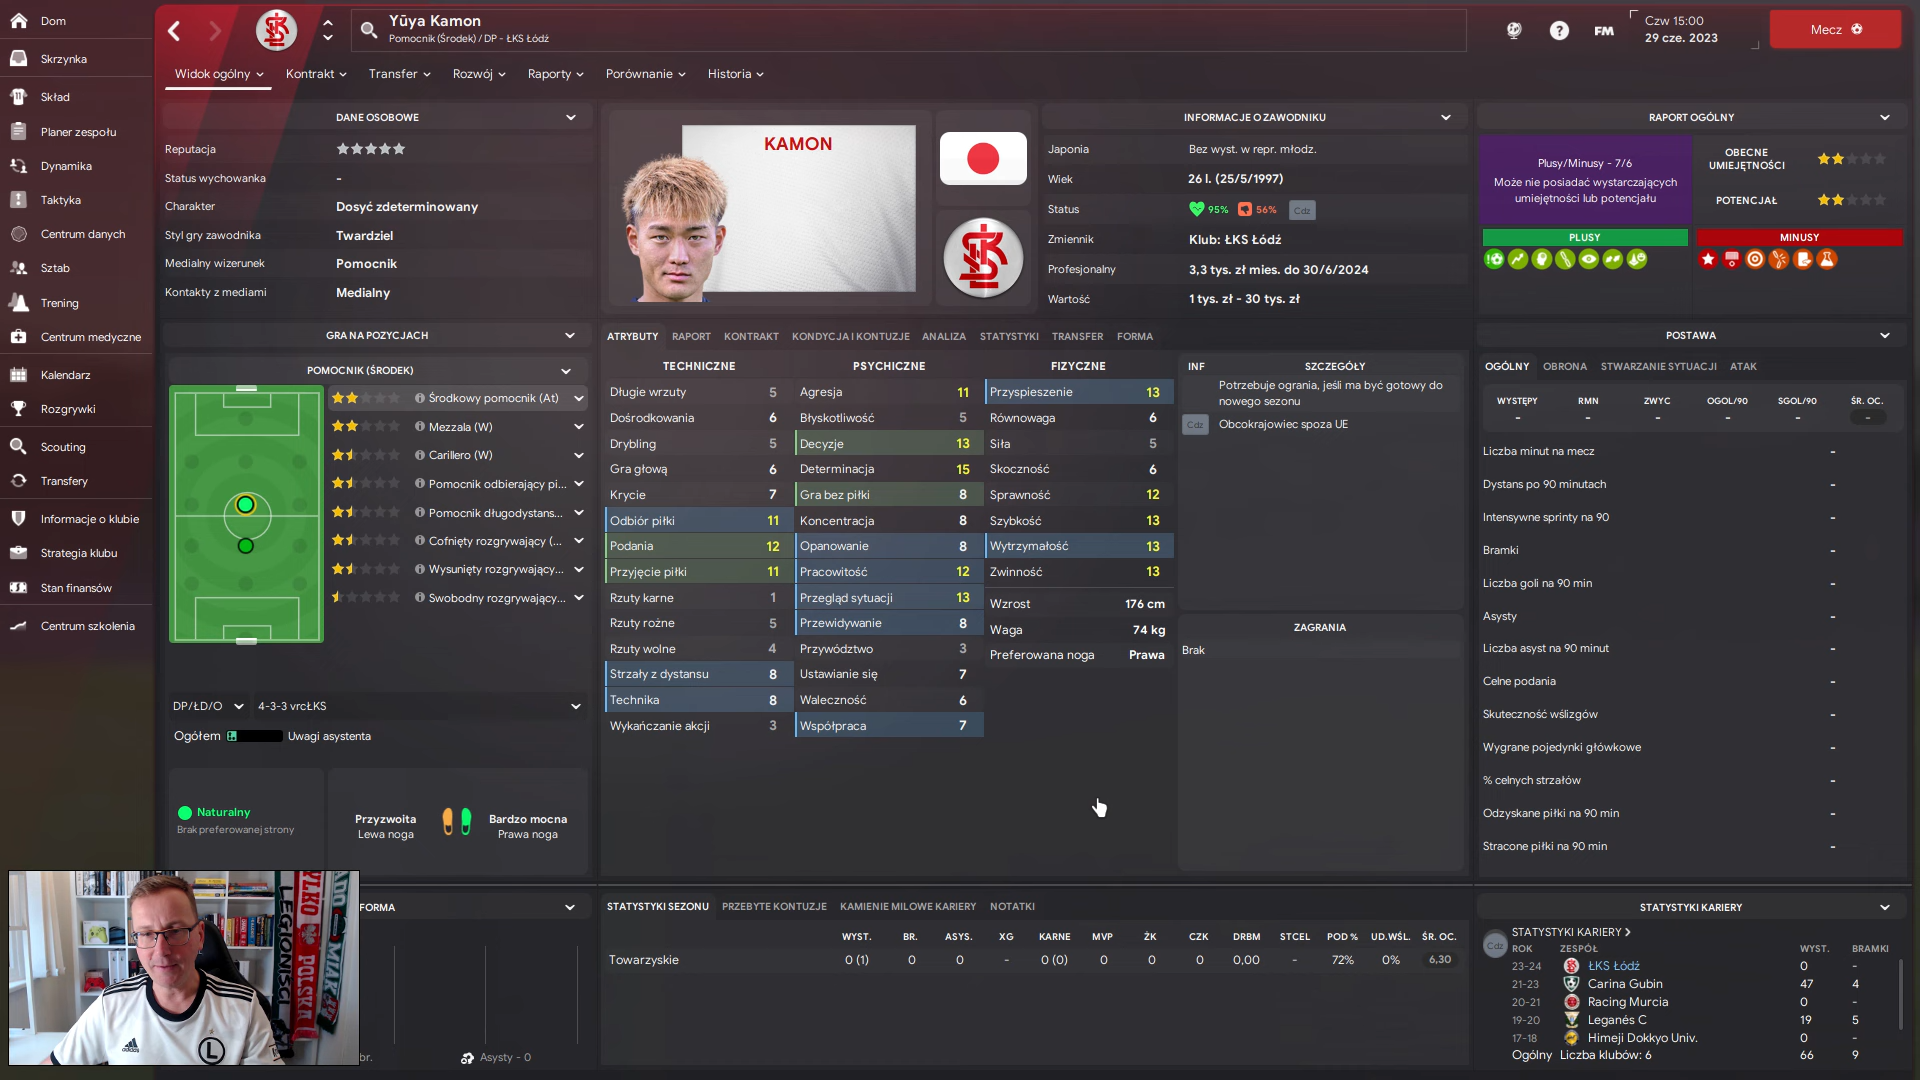 Dom
Skrzynka
Skład
Planer zespołu
Dynamika
Taktyka
Centrum danych
Sztab
Trening
Centrum medyczne
Kalendarz
Rozgrywki
Scouting
Transfery
Informacje o klubie
Strategia klubu
Stan finansów
Centrum szkolenia
Yūya Kamon
Pomocnik (Środek) / DP - ŁKS Łódź
FM
Czw 15:00
29 cze. 2023
Mecz
Widok ogólny
Kontrakt
Transfer
Rozwój
Raporty
Porównanie
Historia
DANE OSOBOWE
Reputacja
Status wychowanka -
Charakter Dosyć zdeterminowany
Styl gry zawodnika Twardziel
Medialny wizerunek Pomocnik
Kontakty z mediami Medialny
KAMON
INFORMACJE O ZAWODNIKU
Japonia Bez wyst. w repr. młodz.
Wiek 26 l. (25/5/1997)
Status 95% 56% Cdz
Zmiennik Klub: ŁKS Łódź
Profesjonalny 3,3 tys. zł mies. do 30/6/2024
Wartość 1 tys. zł - 30 tys. zł
RAPORT OGÓLNY
Plusy/Minusy - 7/6
Może nie posiadać wystarczających
umiejętności lub potencjału
OBECNE
UMIEJĘTNOŚCI
POTENCJAŁ
PLUSY
MINUSY
GRA NA POZYCJACH
POMOCNIK (ŚRODEK)
Środkowy pomocnik (At)
Mezzala (W)
Carillero (W)
Pomocnik odbierający pi...
Pomocnik długodystans...
Cofnięty rozgrywający (...
Wysunięty rozgrywający...
Swobodny rozgrywający...
DP/ŁD/O
4-3-3 vrcŁKS
Ogółem
Uwagi asystenta
Naturalny
Brak preferowanej strony
Przyzwoita
Lewa noga
Bardzo mocna
Prawa noga
ATRYBUTY
RAPORT
KONTRAKT
KONDYCJA I KONTUZJE
ANALIZA
STATYSTYKI
TRANSFER
FORMA
TECHNICZNE
Długie wrzuty 5
Dośrodkowania 6
Drybling 5
Gra głową 6
Krycie 7
Odbiór piłki 11
Podania 12
Przyjęcie piłki 11
Rzuty karne 1
Rzuty rożne 5
Rzuty wolne 4
Strzały z dystansu 8
Technika 8
Wykańczanie akcji 3
PSYCHICZNE
Agresja 11
Błyskotliwość 5
Decyzje 13
Determinacja 15
Gra bez piłki 8
Koncentracja 8
Opanowanie 8
Pracowitość 12
Przegląd sytuacji 13
Przewidywanie 8
Przywództwo 3
Ustawianie się 7
Waleczność 6
Współpraca 7
FIZYCZNE
Przyspieszenie 13
Równowaga 6
Siła 5
Skoczność 6
Sprawność 12
Szybkość 13
Wytrzymałość 13
Zwinność 13
Wzrost 176 cm
Waga 74 kg
Preferowana noga Prawa
INF SZCZEGÓŁY
Potrzebuje ogrania, jeśli ma być gotowy do
nowego sezonu
Cdz Obcokrajowiec spoza UE
ZAGRANIA
Brak
POSTAWA
OGÓLNY
OBRONA
STWARZANIE SYTUACJI
ATAK
WYSTĘPY RMN ZWYC OGOL/90 SGOL/90 ŚR. OC.
- - - - - -
Liczba minut na mecz -
Dystans po 90 minutach -
Intensywne sprinty na 90 -
Bramki -
Liczba goli na 90 min -
Asysty -
Liczba asyst na 90 minut -
Celne podania -
Skuteczność wślizgów -
Wygrane pojedynki główkowe -
% celnych strzałów -
Odzyskane piłki na 90 min -
Stracone piłki na 90 min -
FORMA
br.
Asysty - 0
STATYSTYKI SEZONU
PRZEBYTE KONTUZJE
KAMIENIE MILOWE KARIERY
NOTATKI
WYST. BR. ASYS. XG KARNE MVP ŻK CZK DRBM STCEL POD % UD.WŚL. ŚR. OC.
Towarzyskie 0 (1) 0 0 - 0 (0) 0 0 0 0,00 - 72% 0% 6,30
STATYSTYKI KARIERY
Cdz
STATYSTYKI KARIERY >
ROK ZESPÓŁ WYST. BRAMKI
23-24 ŁKS Łódź 0 -
21-23 Carina Gubin 47 4
20-21 Racing Murcia 0 -
19-20 Leganés C 19 5
17-18 Himeji Dokkyo Univ. 0 -
Ogólny Liczba klubów: 6 66 9
adidas
L